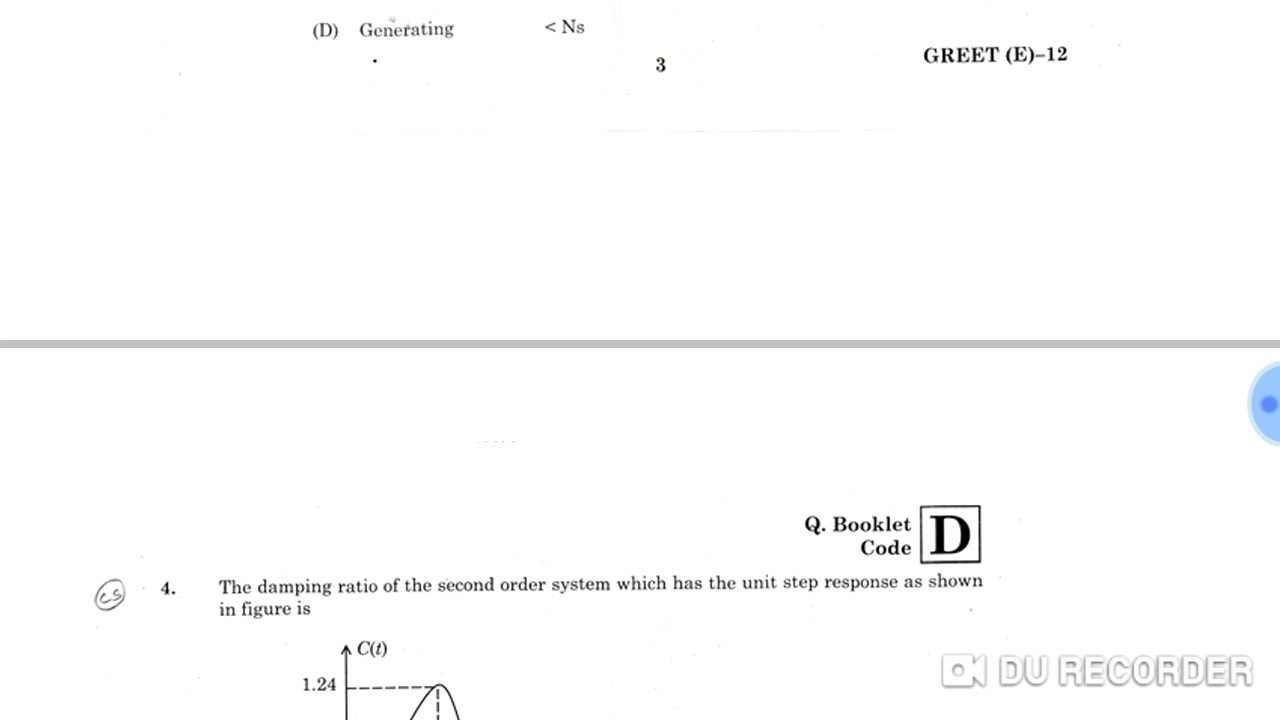 (D) Generating < Ns
3
GREET (E)–12
Q. Booklet
Code D
CS 4. The damping ratio of the second order system which has the unit step response as shown
in figure is
C(t)
1.24
DU RECORDER